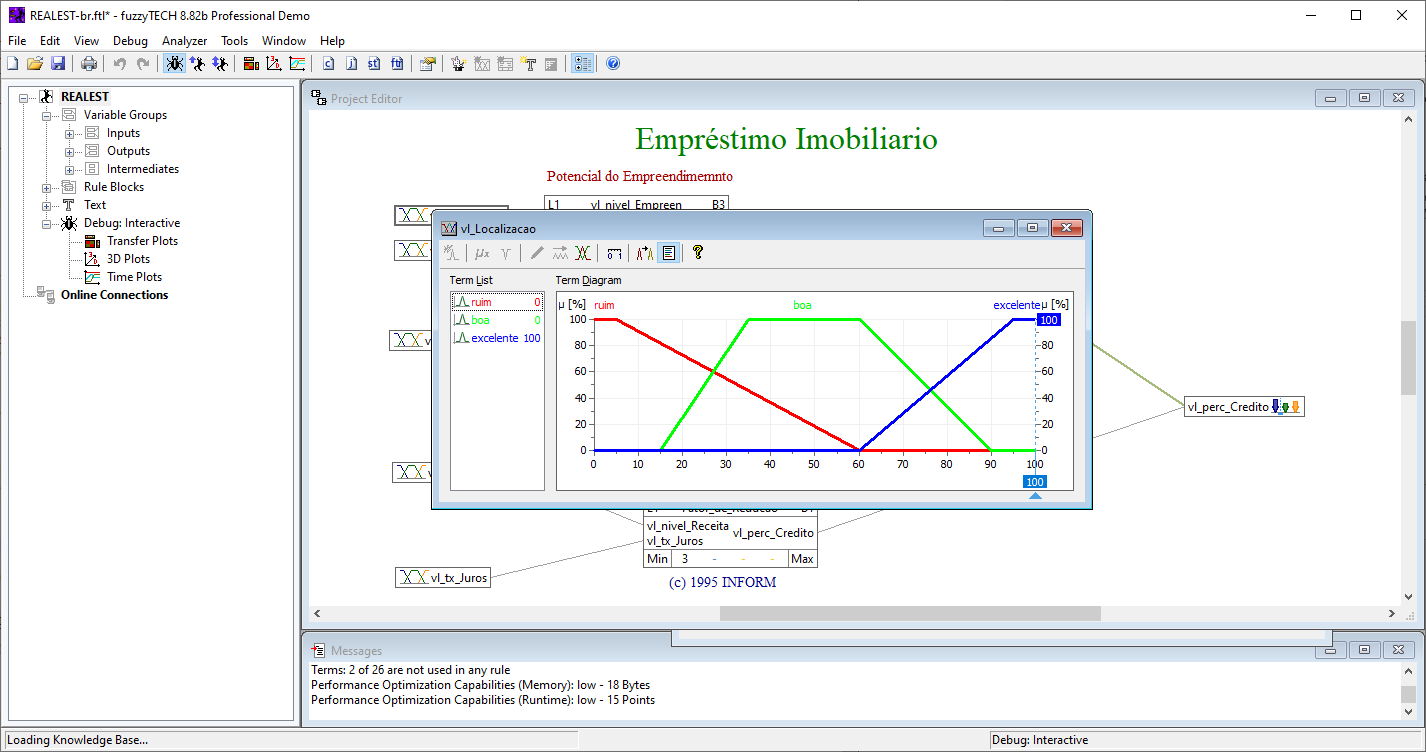 REALEST-br.ftl* - fuzzyTECH 8.82b Professional Demo
File Edit View Debug Analyzer Tools Window Help
REALEST
Variable Groups
Inputs
Outputs
Intermediates
Rule Blocks
Text
Debug: Interactive
Transfer Plots
3D Plots
Time Plots
Online Connections
Project Editor
Empréstimo Imobiliario
Potencial do Empreendimemnto
L1 vl_nivel_Empreen B3
vl_Localizacao
Term List
ruim 0
boa 0
excelente 100
Term Diagram
µ [%] ruim boa excelente µ [%]
100 100
80 80
60 60
40 40
20 20
0 0
0 10 20 30 40 50 60 70 80 90 100
100
vl_perc_Credito
vl_nivel_Receita
vl_tx_Juros
vl_perc_Credito
Min 3 - - - Max
vl_tx_Juros
(c) 1995 INFORM
Messages
Terms: 2 of 26 are not used in any rule
Performance Optimization Capabilities (Memory): low - 18 Bytes
Performance Optimization Capabilities (Runtime): low - 15 Points
Loading Knowledge Base...
Debug: Interactive